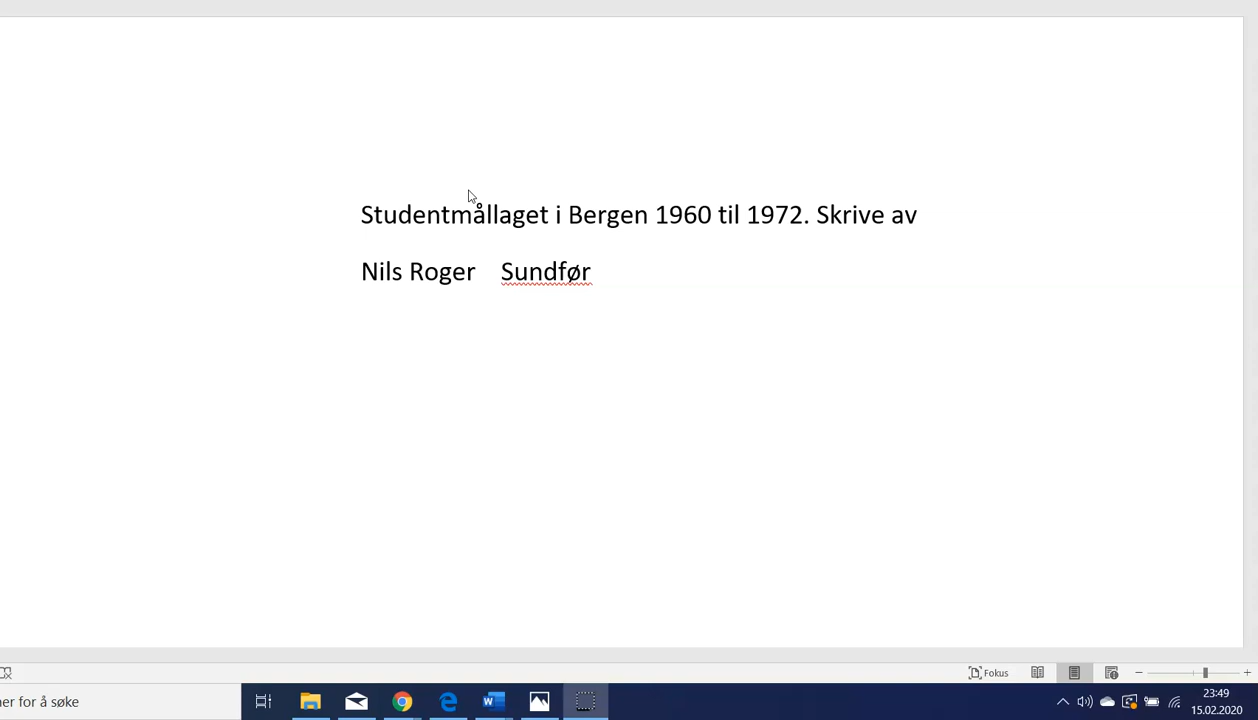 Studentmållaget i Bergen 1960 til 1972. Skrive av
Nils Roger Sundfør
Fokus
ner for å søke
23:49
15.02.2020